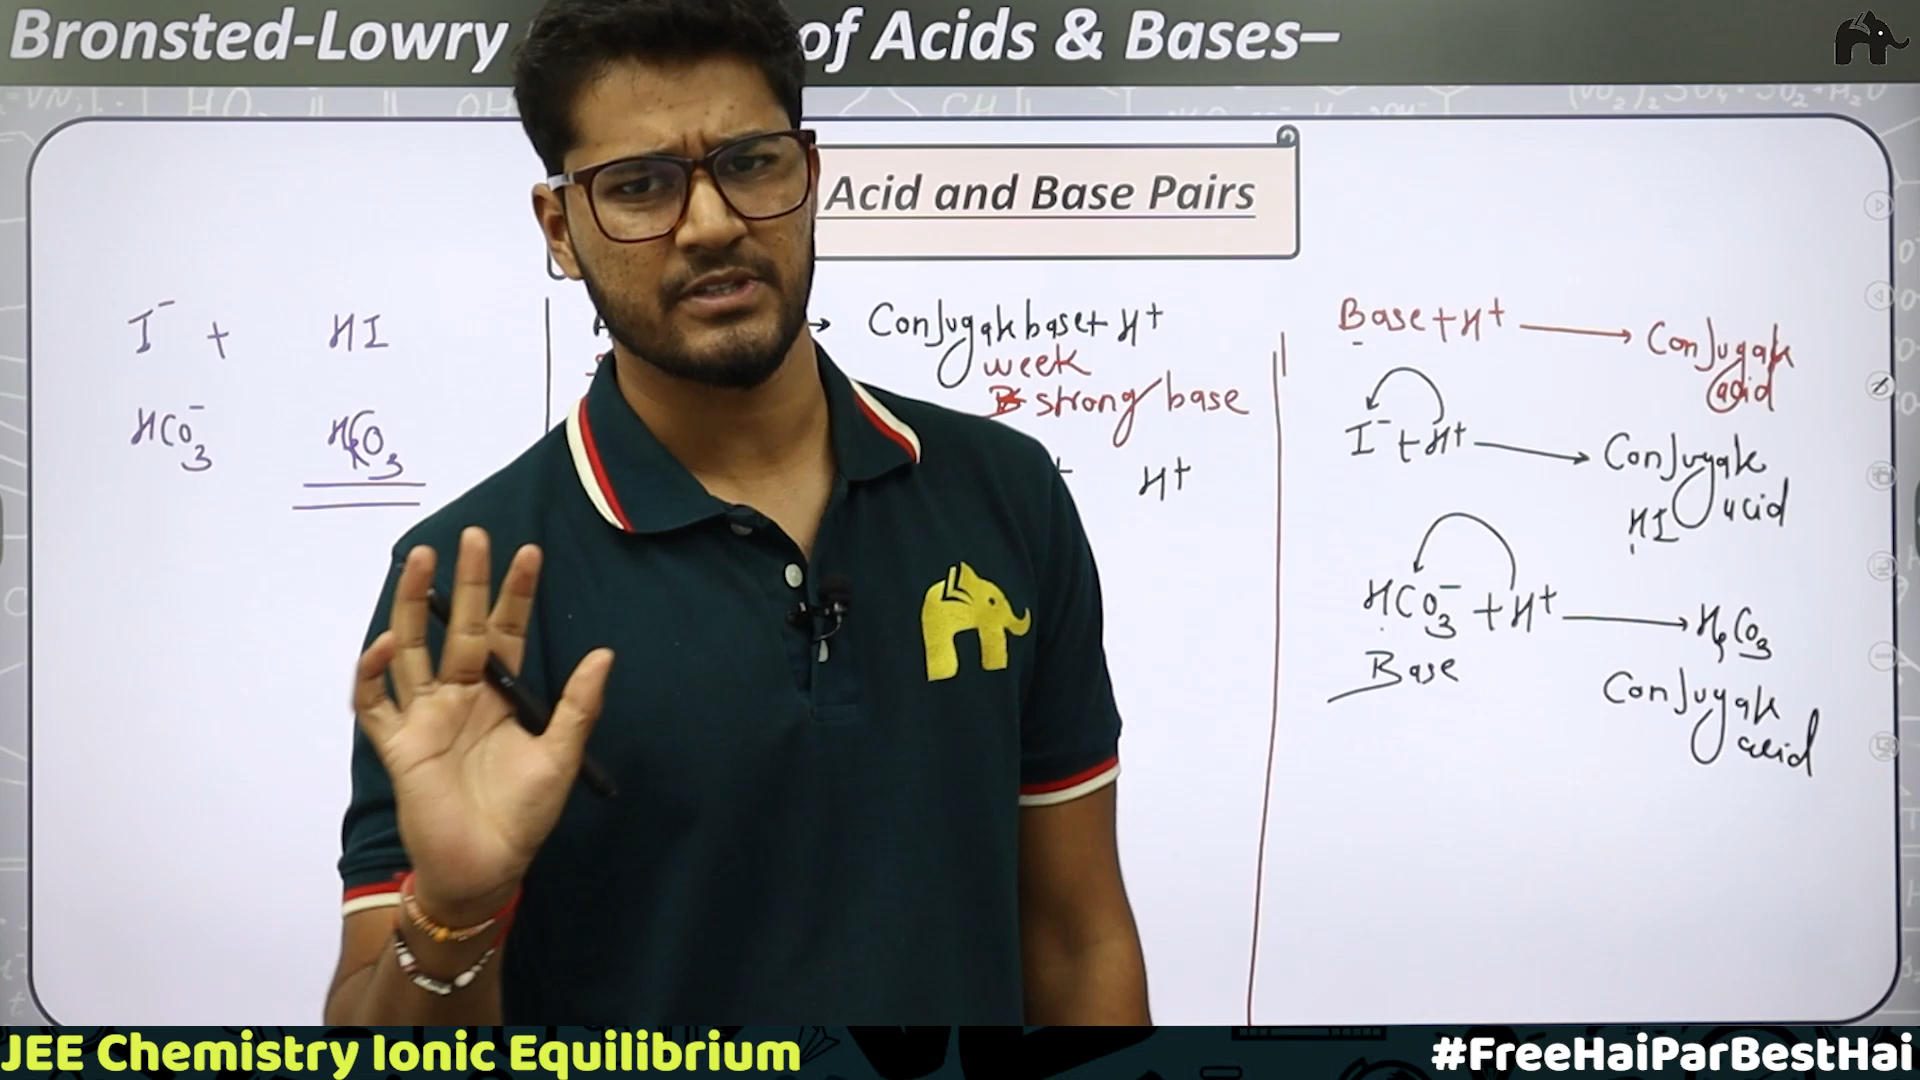 Bronsted-Lowry of Acids & Bases–
Acid and Base Pairs
I⁻ + HI
HCO₃⁻ H₂CO₃
→ Conjugate base + H⁺
week
strong base
H⁺
Base + H⁺ → Conjugate
acid
I⁻ + H⁺ → Conjugate
acid
HI
HCO₃⁻ + H⁺ → H₂CO₃
Base
Conjugate
acid
JEE Chemistry Ionic Equilibrium
#FreeHaiParBestHai